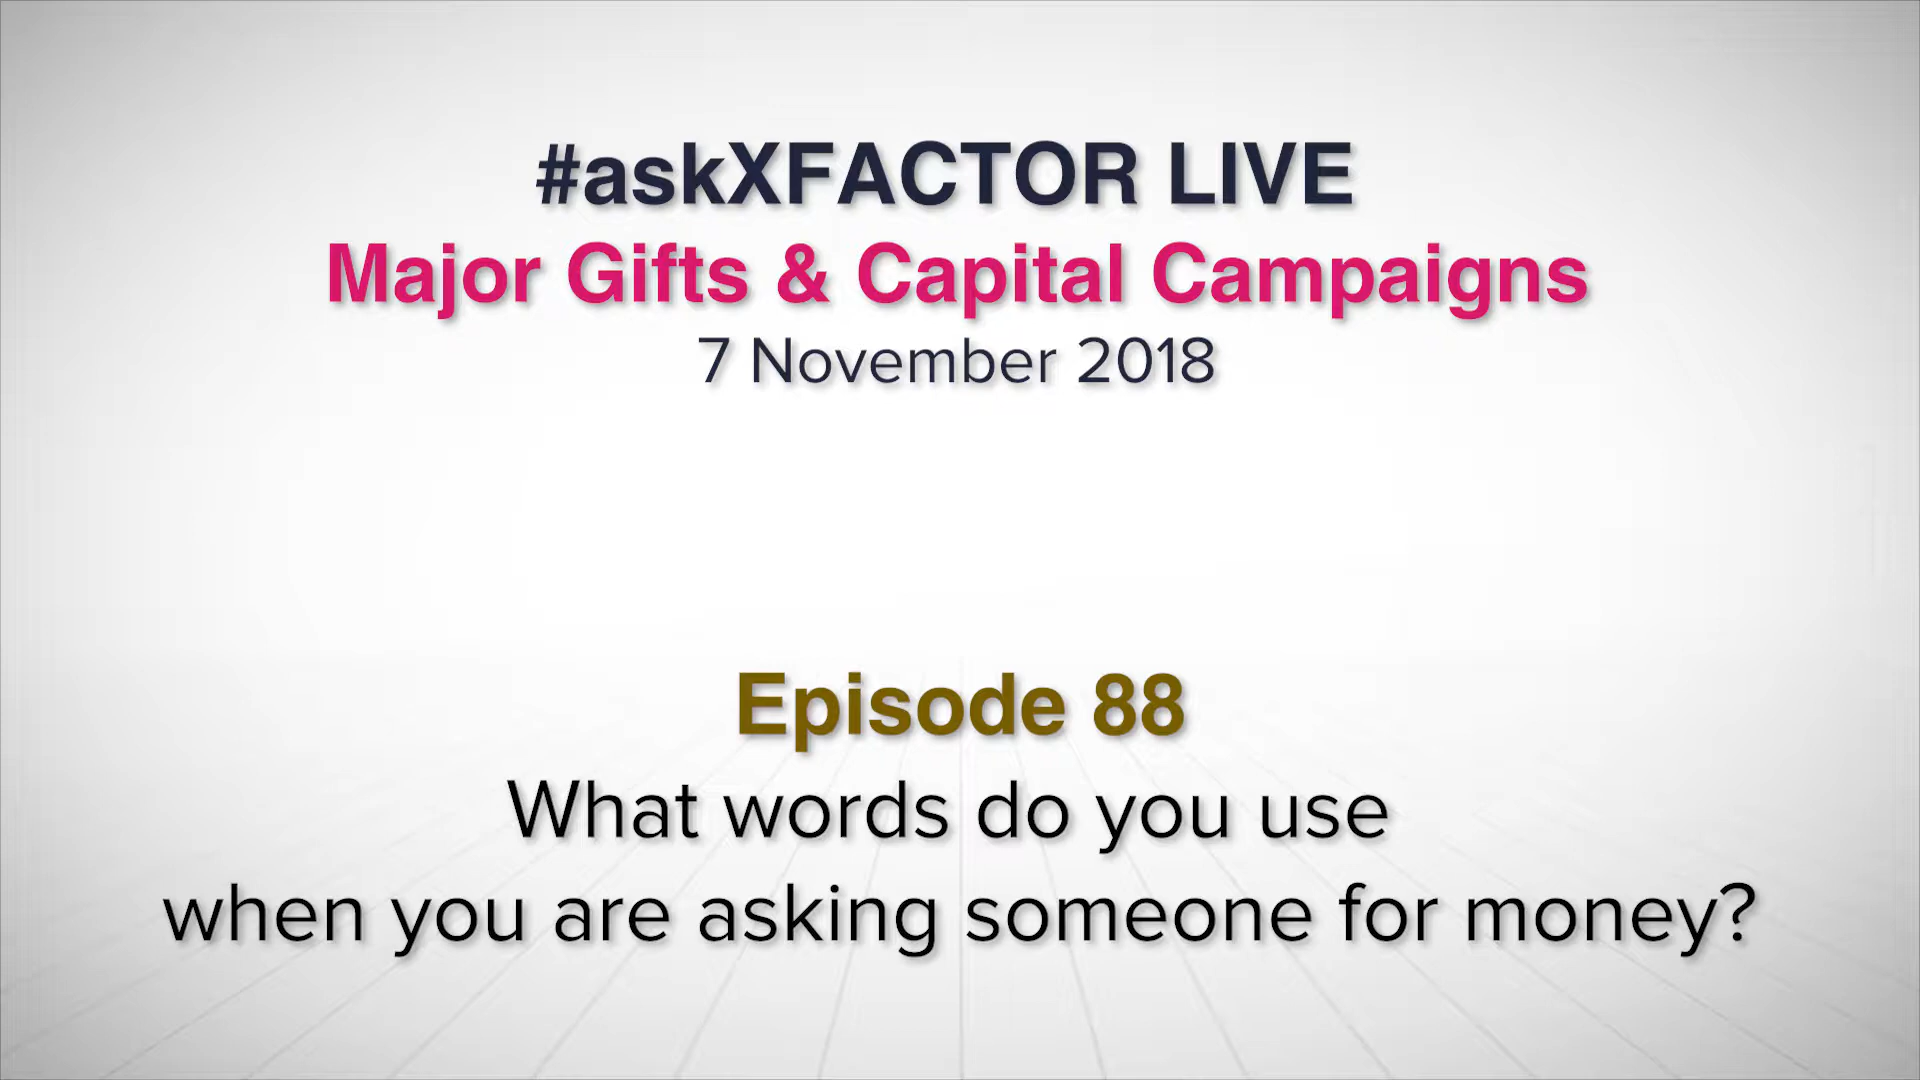 #askXFACTOR LIVE
Major Gifts & Capital Campaigns
7 November 2018
Episode 88
What words do you use
when you are asking someone for money?